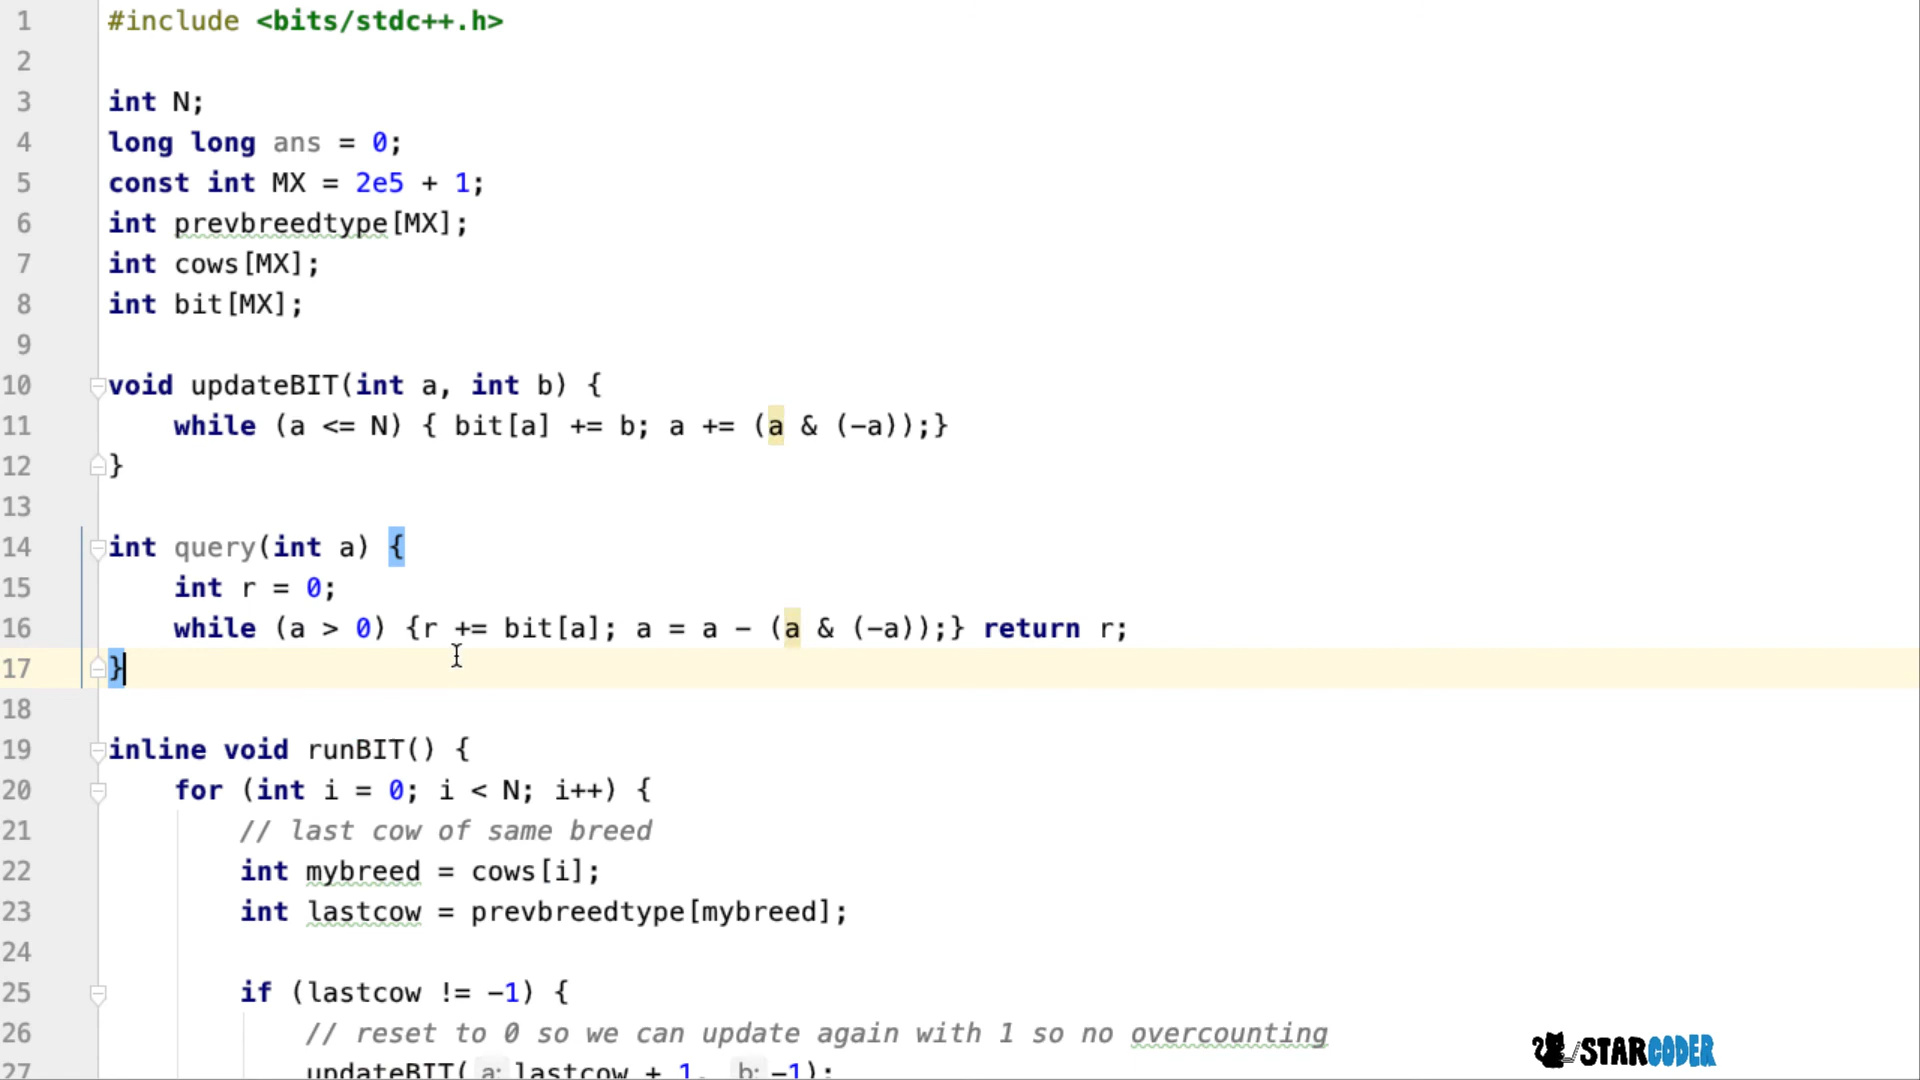 1 #include <bits/stdc++.h>
2
3 int N;
4 long long ans = 0;
5 const int MX = 2e5 + 1;
6 int prevbreedtype[MX];
7 int cows[MX];
8 int bit[MX];
9
10 void updateBIT(int a, int b) {
11 while (a <= N) { bit[a] += b; a += (a & (-a));}
12 }
13
14 int query(int a) {
15 int r = 0;
16 while (a > 0) {r += bit[a]; a = a - (a & (-a));} return r;
17 }
18
19 inline void runBIT() {
20 for (int i = 0; i < N; i++) {
21 // last cow of same breed
22 int mybreed = cows[i];
23 int lastcow = prevbreedtype[mybreed];
24
25 if (lastcow != -1) {
26 // reset to 0 so we can update again with 1 so no overcounting
27 updateBIT( a: lastcow + 1, b: -1);
STARCODER